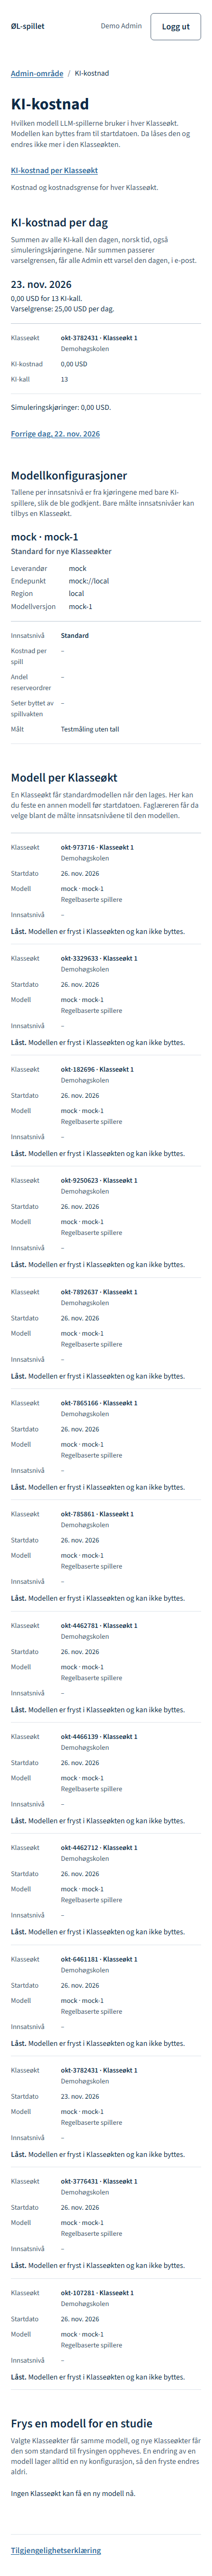 ØL-spillet
Demo Admin
Logg ut
Admin-område / KI-kostnad
KI-kostnad
Hvilken modell LLM-spillerne bruker i hver Klasseøkt.
Modellen kan byttes fram til startdatoen. Da låses den og
endres ikke mer i den Klasseøkten.
KI-kostnad per Klasseøkt
Kostnad og kostnadsgrense for hver Klasseøkt.
KI-kostnad per dag
Summen av alle KI-kall den dagen, norsk tid, også
simuleringskjøringene. Når summen passerer
varselgrensen, får alle Admin ett varsel den dagen, i e-post.
23. nov. 2026
0,00 USD for 13 KI-kall.
Varselgrense: 25,00 USD per dag.
Klasseøkt okt-3782431 · Klasseøkt 1
Demohøgskolen
KI-kostnad 0,00 USD
KI-kall 13
Simuleringskjøringer: 0,00 USD.
Forrige dag, 22. nov. 2026
Modellkonfigurasjoner
Tallene per innsatsnivå er fra kjøringene med bare KI-
spillere, slik de ble godkjent. Bare målte innsatsnivåer kan
tilbys en Klasseøkt.
mock · mock-1
Standard for nye Klasseøkter
Leverandør mock
Endepunkt mock://local
Region local
Modellversjon mock-1
Innsatsnivå Standard
Kostnad per –
spill
Andel –
reserveordrer
Seter byttet av –
spillvakten
Målt Testmåling uten tall
Modell per Klasseøkt
En Klasseøkt får standardmodellen når den lages. Her kan
du feste en annen modell før startdatoen. Faglæreren får da
velge blant de målte innsatsnivåene til den modellen.
Klasseøkt okt-973716 · Klasseøkt 1
Demohøgskolen
Startdato 26. nov. 2026
Modell mock · mock-1
Regelbaserte spillere
Innsatsnivå –
Låst. Modellen er fryst i Klasseøkten og kan ikke byttes.
Klasseøkt okt-3329633 · Klasseøkt 1
Demohøgskolen
Startdato 26. nov. 2026
Modell mock · mock-1
Regelbaserte spillere
Innsatsnivå –
Låst. Modellen er fryst i Klasseøkten og kan ikke byttes.
Klasseøkt okt-182696 · Klasseøkt 1
Demohøgskolen
Startdato 26. nov. 2026
Modell mock · mock-1
Regelbaserte spillere
Innsatsnivå –
Låst. Modellen er fryst i Klasseøkten og kan ikke byttes.
Klasseøkt okt-9250623 · Klasseøkt 1
Demohøgskolen
Startdato 26. nov. 2026
Modell mock · mock-1
Regelbaserte spillere
Innsatsnivå –
Låst. Modellen er fryst i Klasseøkten og kan ikke byttes.
Klasseøkt okt-7892637 · Klasseøkt 1
Demohøgskolen
Startdato 26. nov. 2026
Modell mock · mock-1
Regelbaserte spillere
Innsatsnivå –
Låst. Modellen er fryst i Klasseøkten og kan ikke byttes.
Klasseøkt okt-7865166 · Klasseøkt 1
Demohøgskolen
Startdato 26. nov. 2026
Modell mock · mock-1
Regelbaserte spillere
Innsatsnivå –
Låst. Modellen er fryst i Klasseøkten og kan ikke byttes.
Klasseøkt okt-785861 · Klasseøkt 1
Demohøgskolen
Startdato 26. nov. 2026
Modell mock · mock-1
Regelbaserte spillere
Innsatsnivå –
Låst. Modellen er fryst i Klasseøkten og kan ikke byttes.
Klasseøkt okt-4462781 · Klasseøkt 1
Demohøgskolen
Startdato 26. nov. 2026
Modell mock · mock-1
Regelbaserte spillere
Innsatsnivå –
Låst. Modellen er fryst i Klasseøkten og kan ikke byttes.
Klasseøkt okt-4466139 · Klasseøkt 1
Demohøgskolen
Startdato 26. nov. 2026
Modell mock · mock-1
Regelbaserte spillere
Innsatsnivå –
Låst. Modellen er fryst i Klasseøkten og kan ikke byttes.
Klasseøkt okt-4462712 · Klasseøkt 1
Demohøgskolen
Startdato 26. nov. 2026
Modell mock · mock-1
Regelbaserte spillere
Innsatsnivå –
Låst. Modellen er fryst i Klasseøkten og kan ikke byttes.
Klasseøkt okt-6461181 · Klasseøkt 1
Demohøgskolen
Startdato 26. nov. 2026
Modell mock · mock-1
Regelbaserte spillere
Innsatsnivå –
Låst. Modellen er fryst i Klasseøkten og kan ikke byttes.
Klasseøkt okt-3782431 · Klasseøkt 1
Demohøgskolen
Startdato 23. nov. 2026
Modell mock · mock-1
Regelbaserte spillere
Innsatsnivå –
Låst. Modellen er fryst i Klasseøkten og kan ikke byttes.
Klasseøkt okt-3776431 · Klasseøkt 1
Demohøgskolen
Startdato 26. nov. 2026
Modell mock · mock-1
Regelbaserte spillere
Innsatsnivå –
Låst. Modellen er fryst i Klasseøkten og kan ikke byttes.
Klasseøkt okt-107281 · Klasseøkt 1
Demohøgskolen
Startdato 26. nov. 2026
Modell mock · mock-1
Regelbaserte spillere
Innsatsnivå –
Låst. Modellen er fryst i Klasseøkten og kan ikke byttes.
Frys en modell for en studie
Valgte Klasseøkter får samme modell, og nye Klasseøkter får
den som standard til frysingen oppheves. En endring av en
modell lager alltid en ny konfigurasjon, så den fryste endres
aldri.
Ingen Klasseøkt kan få en ny modell nå.
Tilgjengelighetserklæring